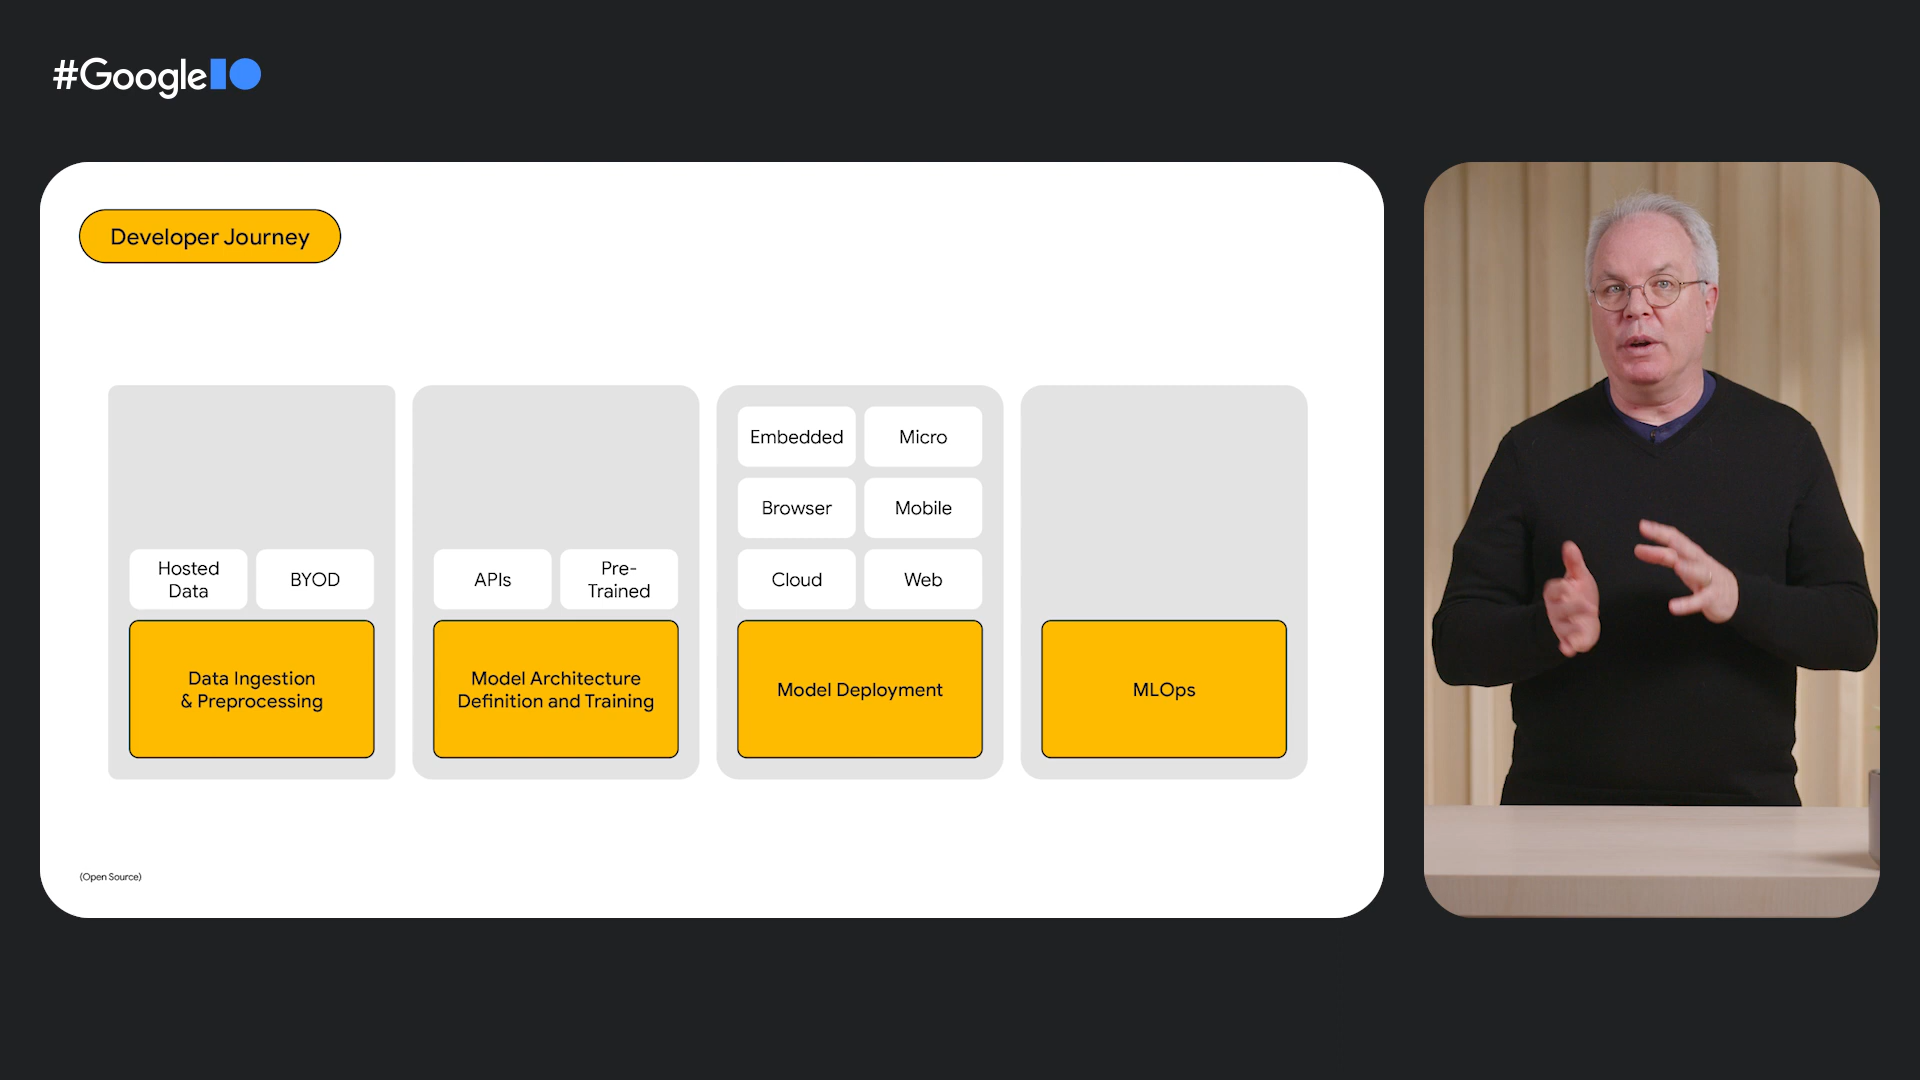 #GoogleIO
Developer Journey
Hosted
Data
BYOD
Data Ingestion
& Preprocessing
APIs
Pre-
Trained
Model Architecture
Definition and Training
Embedded
Micro
Browser
Mobile
Cloud
Web
Model Deployment
MLOps
(Open Source)